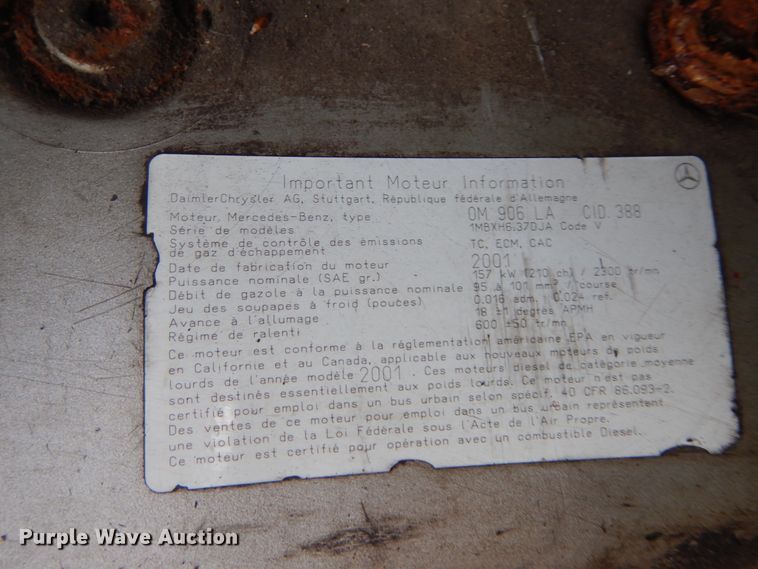 Important Moteur Information
DaimlerChrysler AG, Stuttgart, République fédérale d'Allemagne
Moteur, Mercedes-Benz, type OM 906 LA CID. 388
Série de modèles 1MBXH6.37DJA Code V
Système de contrôle des émissions
de gaz d'échappement TC, ECM, CAC
Date de fabrication du moteur 2001
Puissance nominale (SAE gr.) 157 kW (210 ch) / 2300 tr/mn
Débit de gazole à la puissance nominale 95 à 101 mm³ / course
Jeu des soupapes à froid (pouces) 0.016 adm. 0.024 ref.
Avance à l'allumage 18 ±1 degrés APMH
Régime de ralenti 600 ±50 tr/mn
Ce moteur est conforme à la réglementation américaine EPA en vigueur
en Californie et au Canada, applicable aux nouveaux moteurs de poids
lourds de l'année modèle 2001. Ces moteurs diesel de catégorie moyenne
sont destinés essentiellement aux poids lourds. Ce moteur n'est pas
certifié pour emploi dans un bus urbain selon spécif. 40 CFR 86.093-2.
Des ventes de ce moteur pour emploi dans un bus urbain représentent
une violation de la Loi Fédérale sous l'Acte de l'Air Propre.
Ce moteur est certifié pour opération avec un combustible Diesel.
Purple Wave Auction